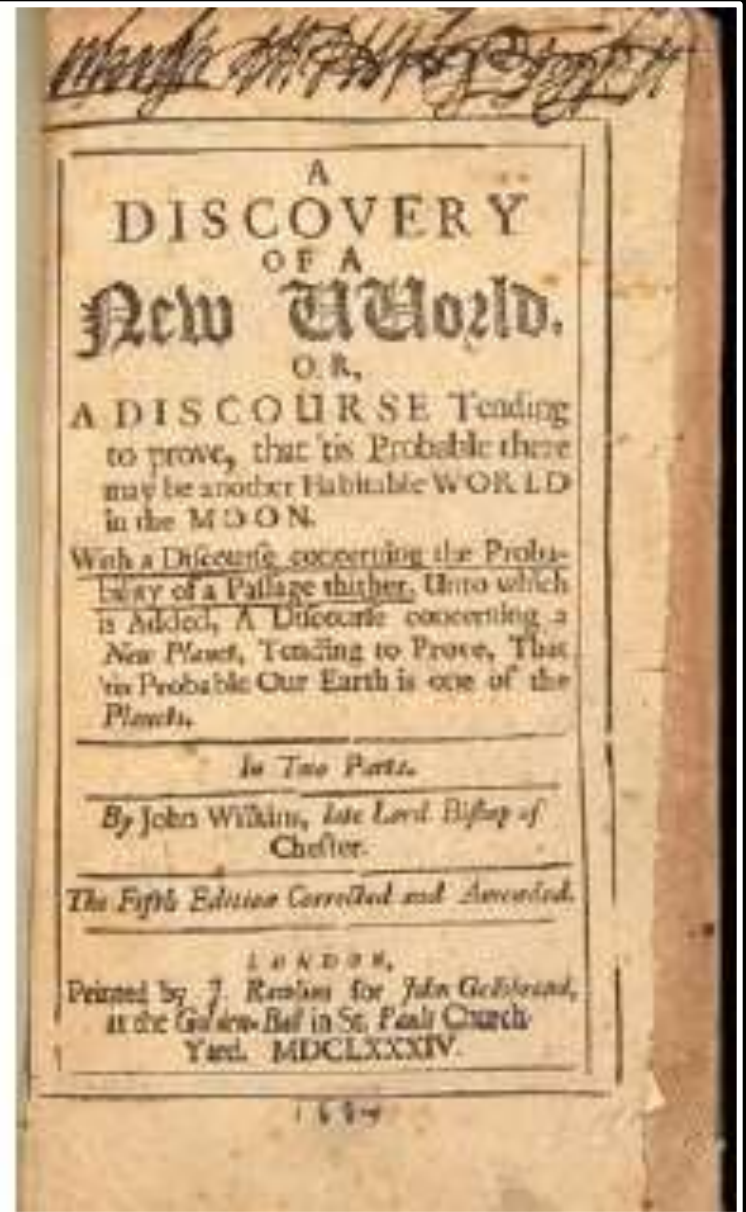 A
DISCOVERY
OF A
New UUorld.
OR,
A DISCOURSE Tending
to prove, that 'tis Probable there
may be another Habitable WORLD
in the MOON.
With a Discourſe concerning the Proba-
bility of a Paſſage thither, Unto which
is Added, A Diſcourſe concerning a
New Planet, Tending to Prove, That
'tis Probable Our Earth is one of the
Planets.
In Two Parts.
By John Wilkins, late Lord Biſhop of
Cheſter.
The Fifth Edition Corrected and Amended.
LONDON,
Printed by J. Rawlins for John Gellibrand,
at the Golden-Ball in St. Pauls Church-
Yard. MDCLXXXIV.
1684